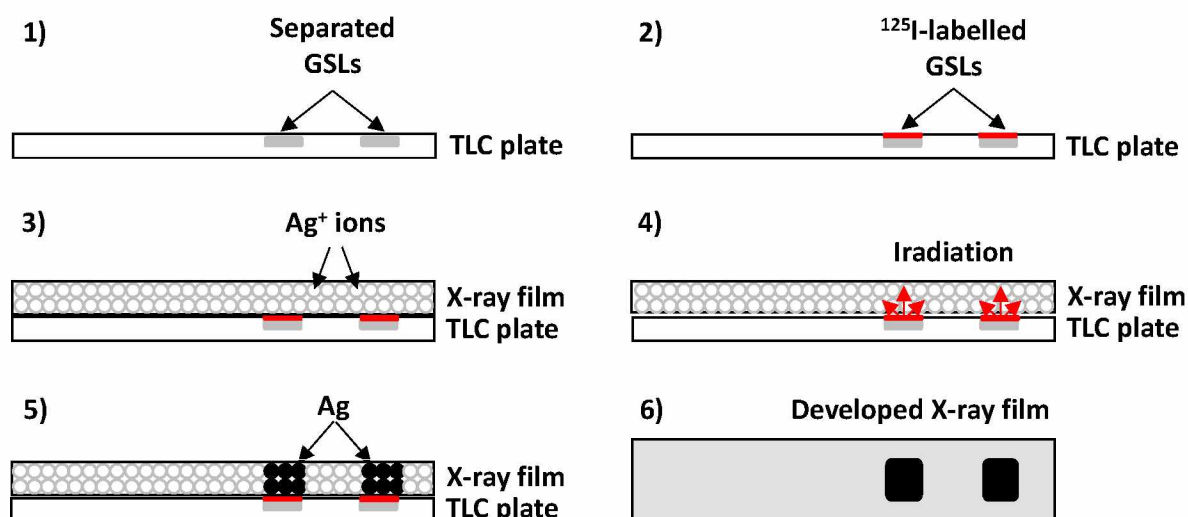 1)
Separated
GSLs
TLC plate
2)
¹²⁵I-labelled
GSLs
TLC plate
3)
Ag⁺ ions
X-ray film
TLC plate
4)
Irradiation
X-ray film
TLC plate
5)
Ag
X-ray film
TLC plate
6)
Developed X-ray film